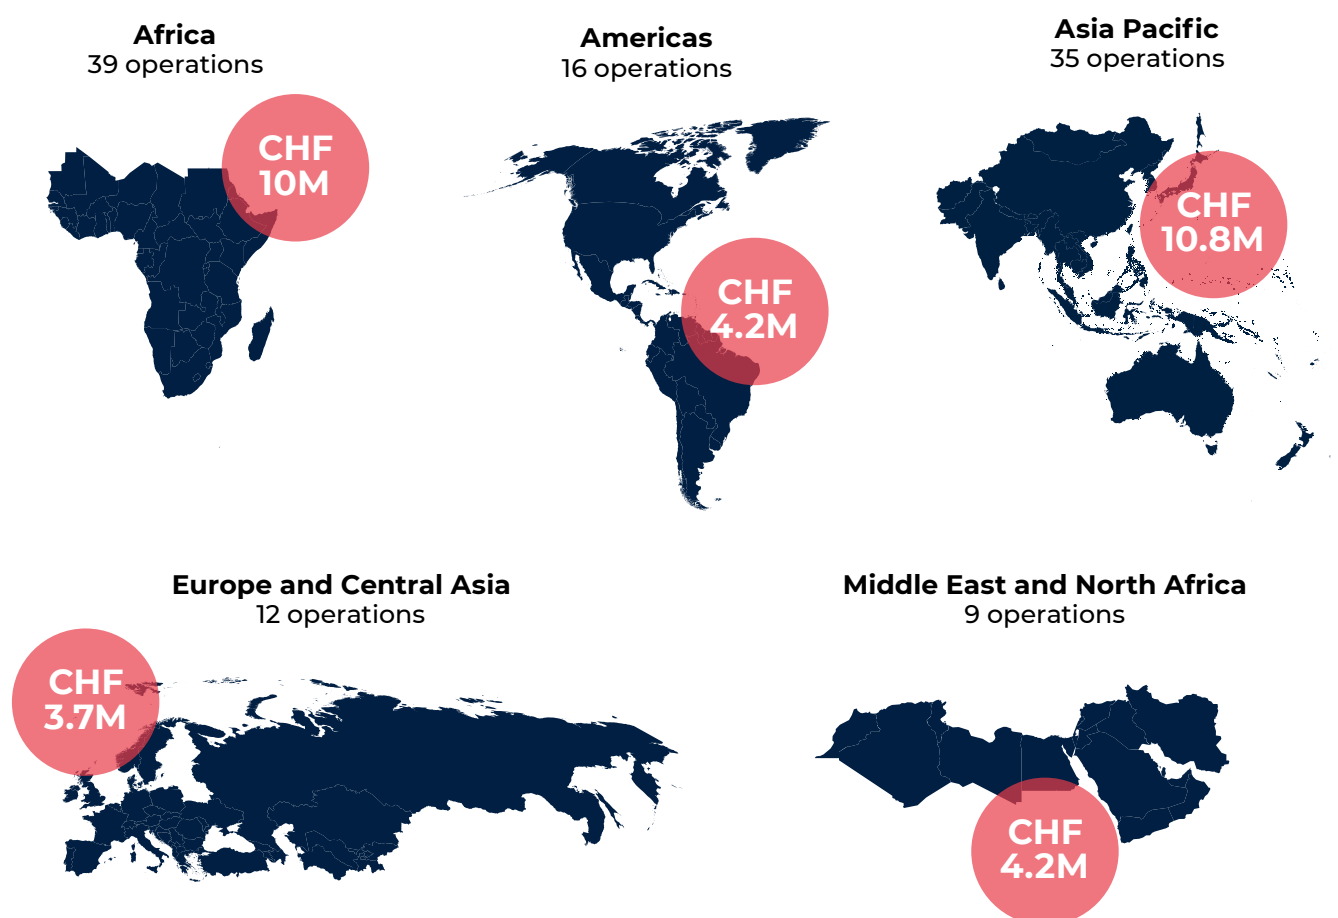 Africa
39 operations
CHF
10M
Americas
16 operations
CHF
4.2M
Asia Pacific
35 operations
CHF
10.8M
Europe and Central Asia
12 operations
CHF
3.7M
Middle East and North Africa
9 operations
CHF
4.2M